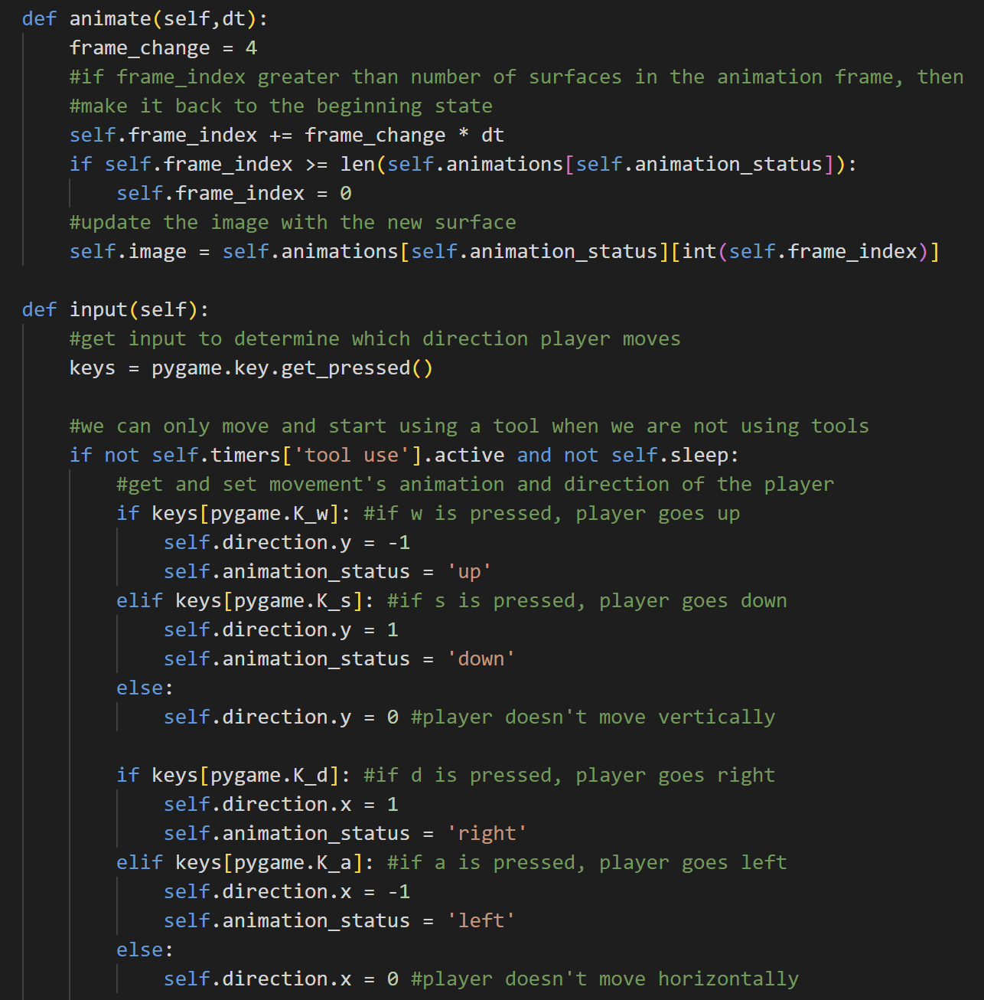 def animate(self,dt):
    frame_change = 4
    #if frame_index greater than number of surfaces in the animation frame, then
    #make it back to the beginning state
    self.frame_index += frame_change * dt
    if self.frame_index >= len(self.animations[self.animation_status]):
        self.frame_index = 0
    #update the image with the new surface
    self.image = self.animations[self.animation_status][int(self.frame_index)]

def input(self):
    #get input to determine which direction player moves
    keys = pygame.key.get_pressed()

    #we can only move and start using a tool when we are not using tools
    if not self.timers['tool use'].active and not self.sleep:
        #get and set movement's animation and direction of the player
        if keys[pygame.K_w]: #if w is pressed, player goes up
            self.direction.y = -1
            self.animation_status = 'up'
        elif keys[pygame.K_s]: #if s is pressed, player goes down
            self.direction.y = 1
            self.animation_status = 'down'
        else:
            self.direction.y = 0 #player doesn't move vertically

        if keys[pygame.K_d]: #if d is pressed, player goes right
            self.direction.x = 1
            self.animation_status = 'right'
        elif keys[pygame.K_a]: #if a is pressed, player goes left
            self.direction.x = -1
            self.animation_status = 'left'
        else:
            self.direction.x = 0 #player doesn't move horizontally